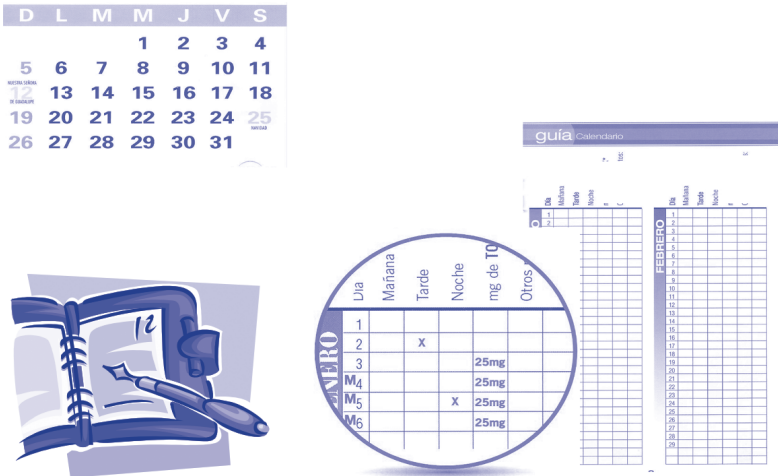 D L M M J V S
1 2 3 4
5 6 7 8 9 10 11
NUESTRA SEÑORA
12 13 14 15 16 17 18
DE GUADALUPE
19 20 21 22 23 24 25
NAVIDAD
26 27 28 29 30 31
guía Calendario
Día Mañana Tarde Noche
1
2
Día Mañana Tarde Noche
FEBRERO
1
2
3
4
5
6
7
8
9
10
11
12
13
14
15
16
17
18
19
20
21
22
23
24
25
26
27
28
29
12
Día Mañana Tarde Noche mg de TO Otros
ENERO
1
2 X
3 25mg
M4 25mg
M5 X 25mg
M6 25mg